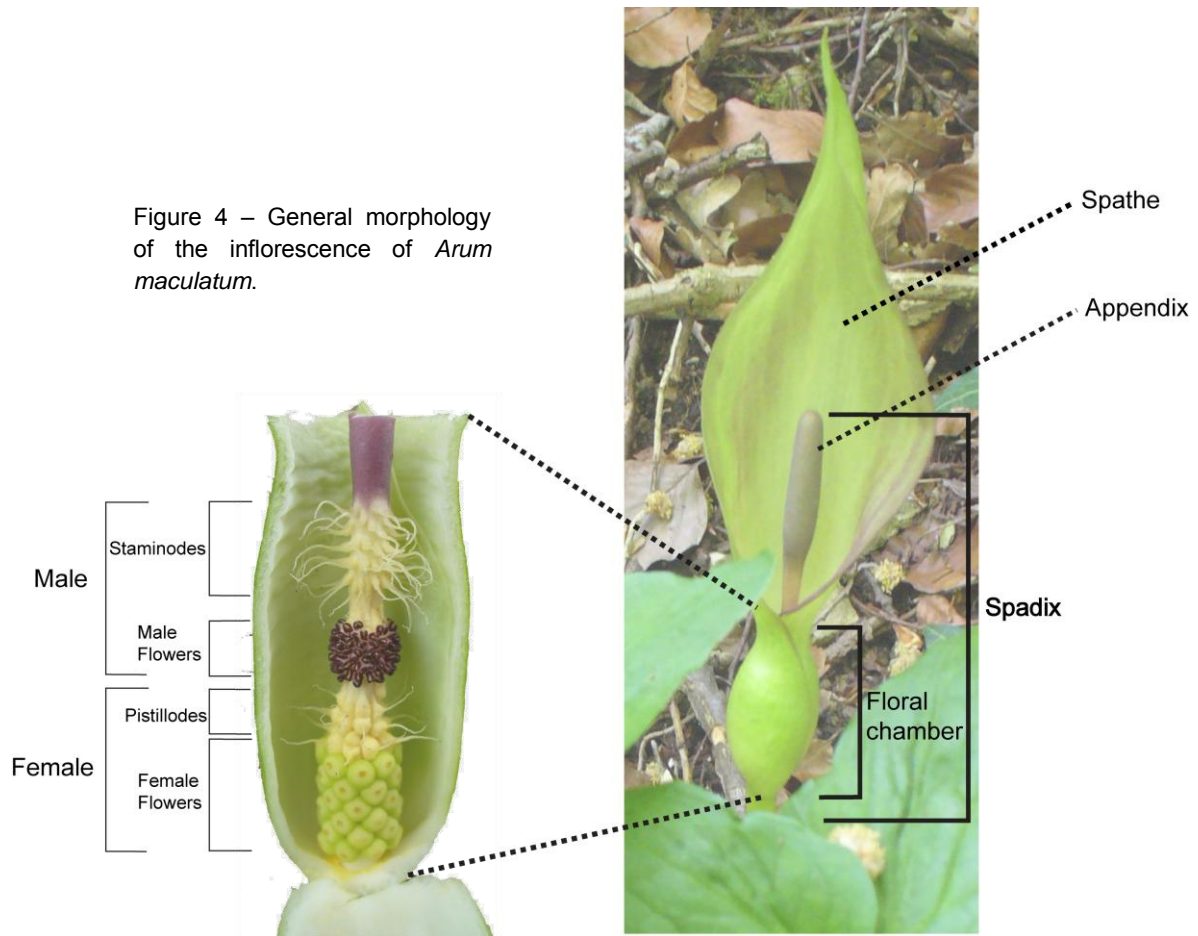 Figure 4 – General morphology
of the inflorescence of Arum
maculatum.
Spathe
Appendix
Spadix
Floral
chamber
Male
Staminodes
Male
Flowers
Female
Pistillodes
Female
Flowers